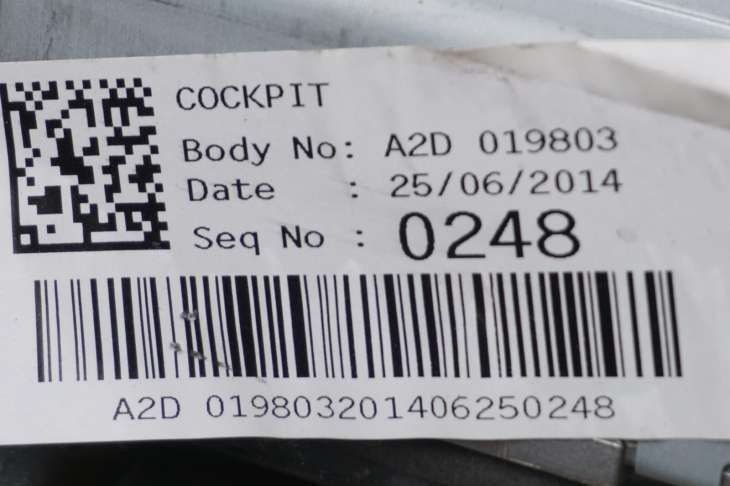 COCKPIT
Body No: A2D 019803
Date : 25/06/2014
Seq No : 0248
A2D 019803201406250248